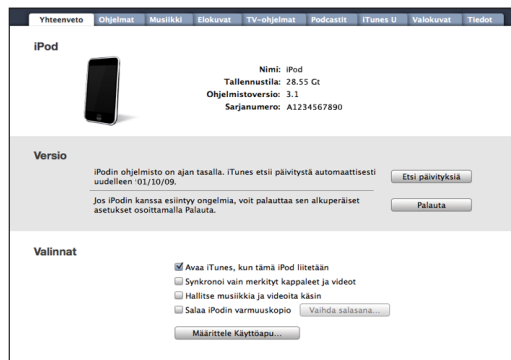 Yhteenveto Ohjelmat Musiikki Elokuvat TV-ohjelmat Podcastit iTunes U Valokuvat Tiedot
iPod
Nimi: iPod
Tallennustila: 28.55 Gt
Ohjelmistoversio: 3.1
Sarjanumero: A1234567890
Versio
iPodin ohjelmisto on ajan tasalla. iTunes etsii päivitystä automaattisesti
uudelleen '01/10/09.
Etsi päivityksiä
Jos iPodin kanssa esiintyy ongelmia, voit palauttaa sen alkuperäiset
asetukset osoittamalla Palauta.
Palauta
Valinnat
Avaa iTunes, kun tämä iPod liitetään
Synkronoi vain merkityt kappaleet ja videot
Hallitse musiikkia ja videoita käsin
Salaa iPodin varmuuskopio Vaihda salasana...
Määrittele Käyttöapu...